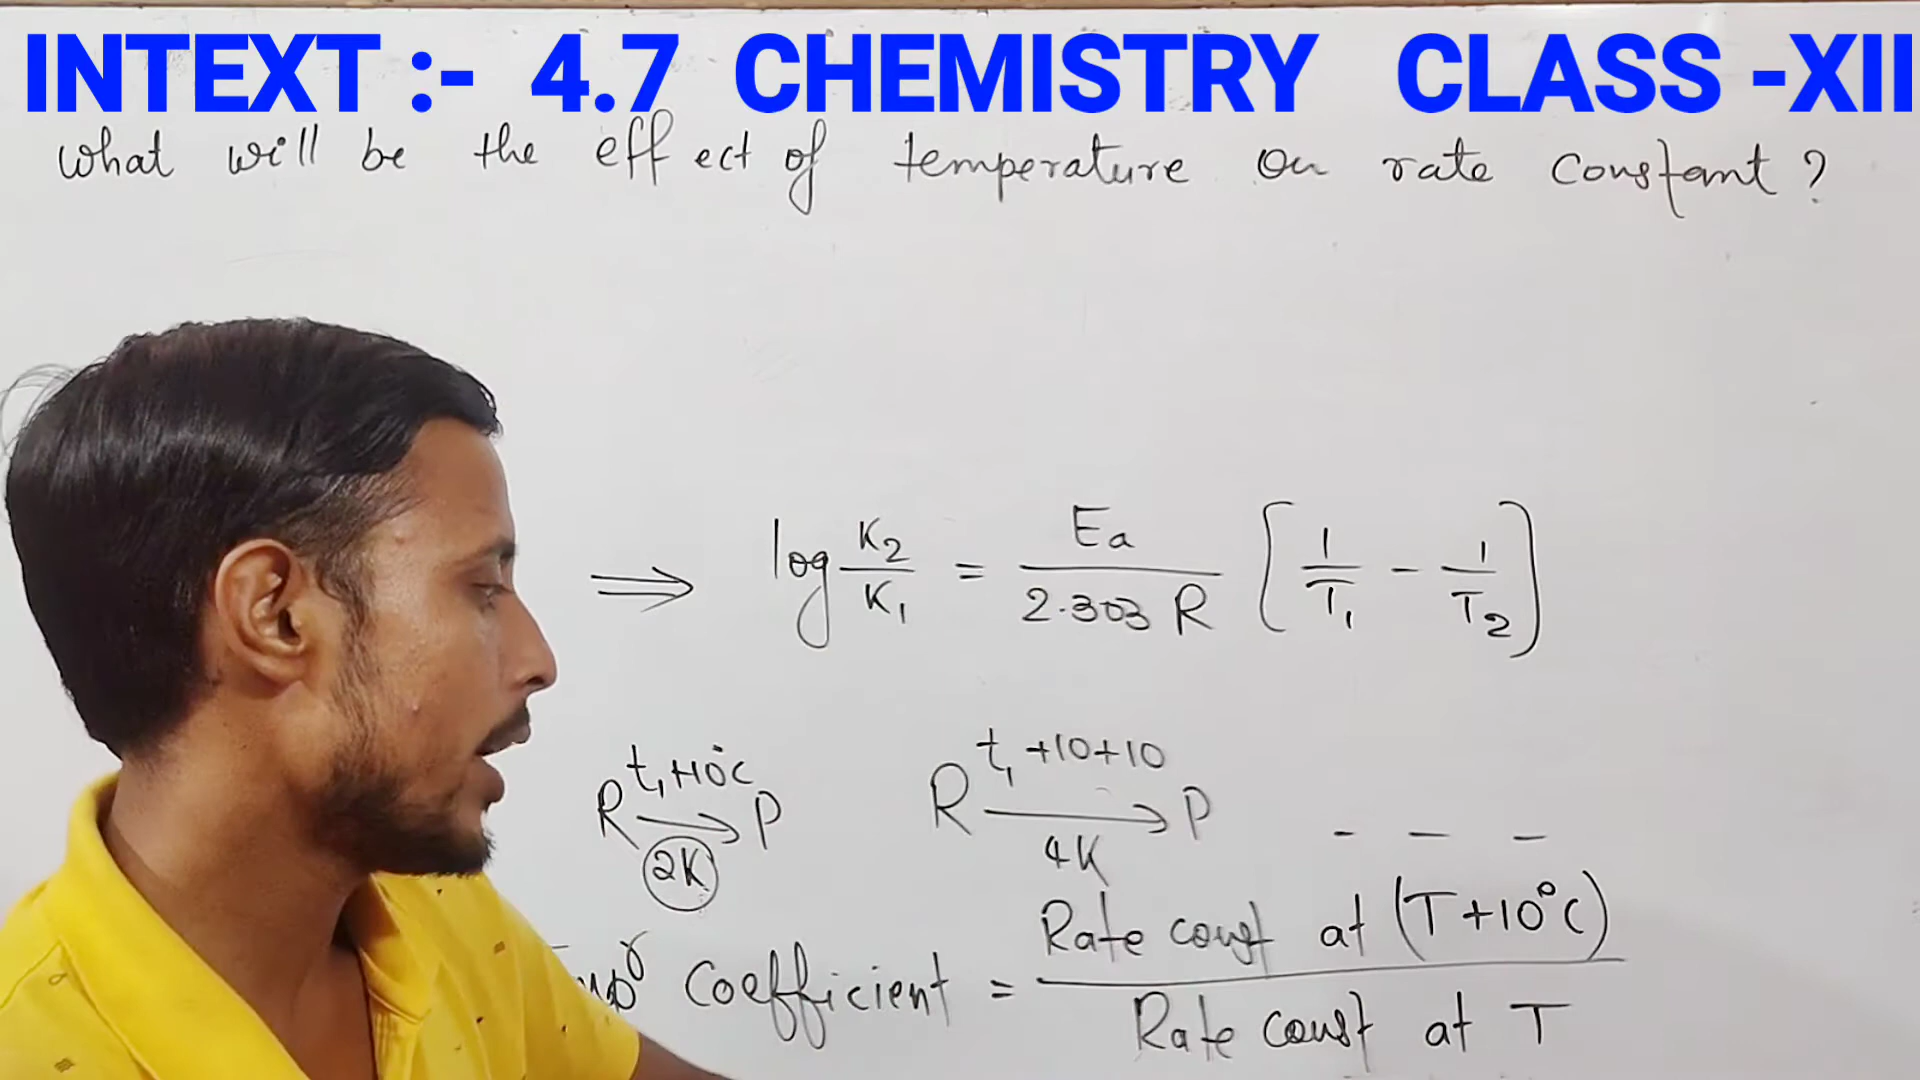 INTEXT :- 4.7 CHEMISTRY CLASS -XII
What will be the effect of temperature on rate constant ?
⇒ log K2/K1 = Ea/2.303 R [1/T1 - 1/T2]
R t1+10°C → P 2K
R t1+10+10 → P 4K - - -
Coefficient = Rate const at (T+10°C) / Rate const at T